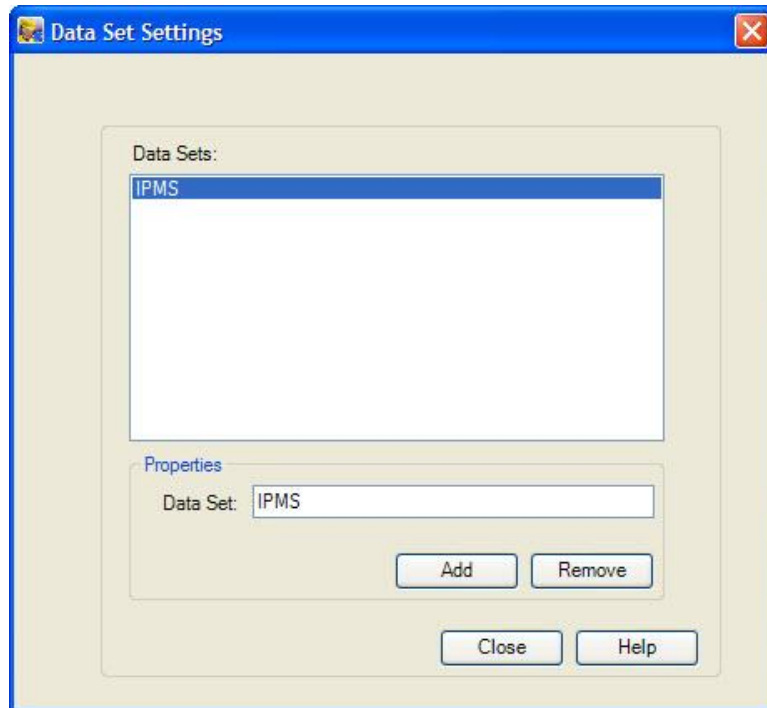 Data Set Settings
Data Sets:
IPMS
Properties
Data Set: IPMS
Add Remove
Close Help